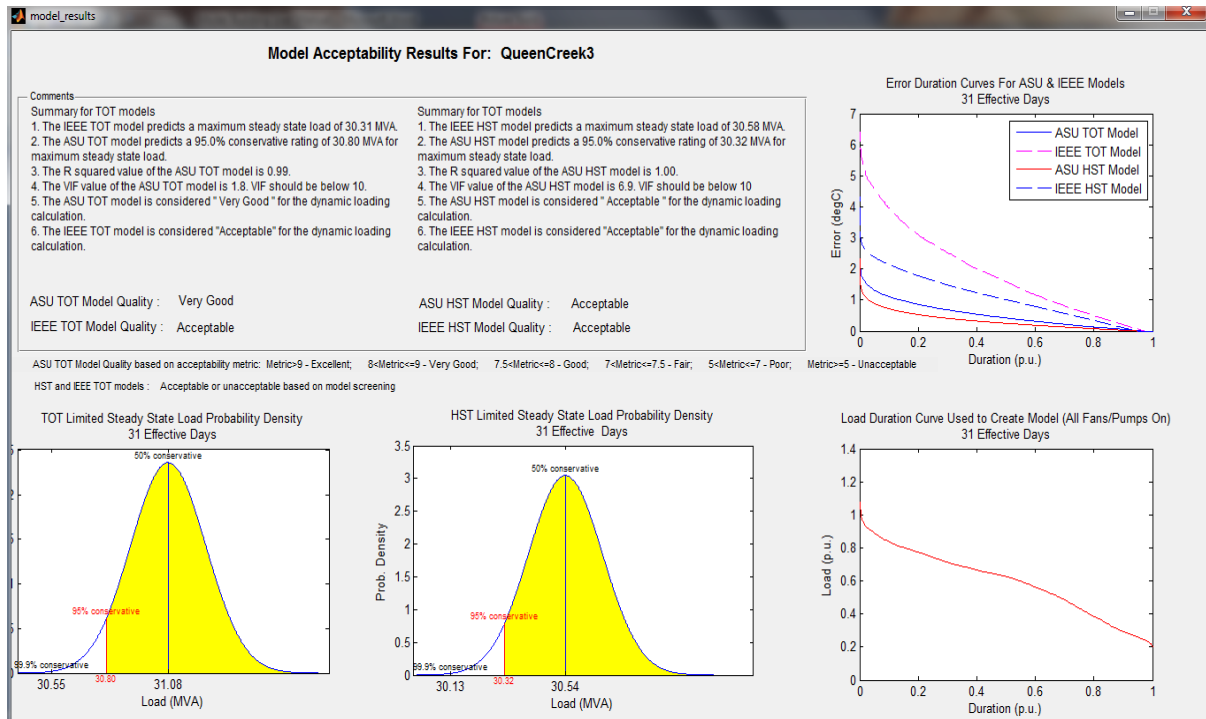 model_results
Model Acceptability Results For: QueenCreek3
Comments
Summary for TOT models
1. The IEEE TOT model predicts a maximum steady state load of 30.31 MVA.
2. The ASU TOT model predicts a 95.0% conservative rating of 30.80 MVA for
maximum steady state load.
3. The R squared value of the ASU TOT model is 0.99.
4. The VIF value of the ASU TOT model is 1.8. VIF should be below 10.
5. The ASU TOT model is considered " Very Good " for the dynamic loading
calculation.
6. The IEEE TOT model is considered "Acceptable" for the dynamic loading
calculation.
ASU TOT Model Quality : Very Good
IEEE TOT Model Quality : Acceptable
Summary for TOT models
1. The IEEE HST model predicts a maximum steady state load of 30.58 MVA.
2. The ASU HST model predicts a 95.0% conservative rating of 30.32 MVA for
maximum steady state load.
3. The R squared value of the ASU HST model is 1.00.
4. The VIF value of the ASU HST model is 6.9. VIF should be below 10
5. The ASU HST model is considered " Acceptable " for the dynamic loading
calculation.
6. The IEEE HST model is considered "Acceptable" for the dynamic loading
calculation.
ASU HST Model Quality : Acceptable
IEEE HST Model Quality : Acceptable
ASU TOT Model Quality based on acceptability metric: Metric>9 - Excellent; 8<Metric<=9 - Very Good; 7.5<Metric<=8 - Good; 7<Metric<=7.5 - Fair; 5<Metric<=7 - Poor; Metric>=5 - Unacceptable
HST and IEEE TOT models : Acceptable or unacceptable based on model screening
Error Duration Curves For ASU & IEEE Models
31 Effective Days
7
6
5
4
3
2
1
0
Error (degC)
ASU TOT Model
IEEE TOT Model
ASU HST Model
IEEE HST Model
0 0.2 0.4 0.6 0.8 1
Duration (p.u.)
TOT Limited Steady State Load Probability Density
31 Effective Days
50% conservative
95% conservative
99.9% conservative
30.55 30.80 31.08
Load (MVA)
HST Limited Steady State Load Probability Density
31 Effective Days
3.5
3
2.5
2
1.5
1
0.5
0
Prob. Density
50% conservative
95% conservative
99.9% conservative
30.13 30.32 30.54
Load (MVA)
Load Duration Curve Used to Create Model (All Fans/Pumps On)
31 Effective Days
1.4
1.2
1
0.8
0.6
0.4
0.2
0
Load (p.u.)
0 0.2 0.4 0.6 0.8 1
Duration (p.u.)